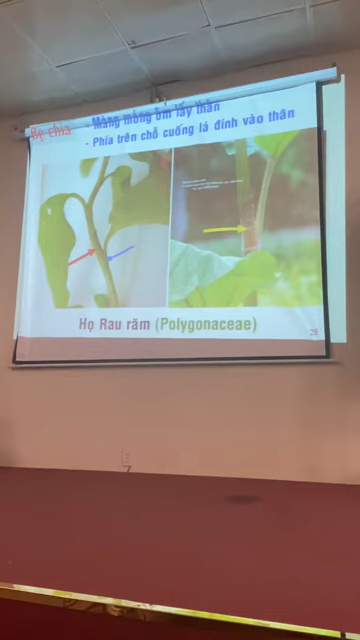 Bẹ chìa
- Màng mỏng ôm lấy thân
- Phía trên chỗ cuống lá đính vào thân
Họ Rau răm (Polygonaceae)
28